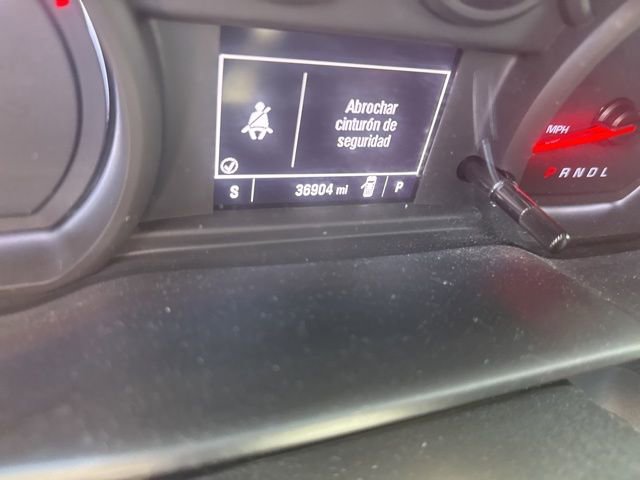 Abrochar
cinturón de
seguridad
S 36904 mi P
MPH
PRNDL